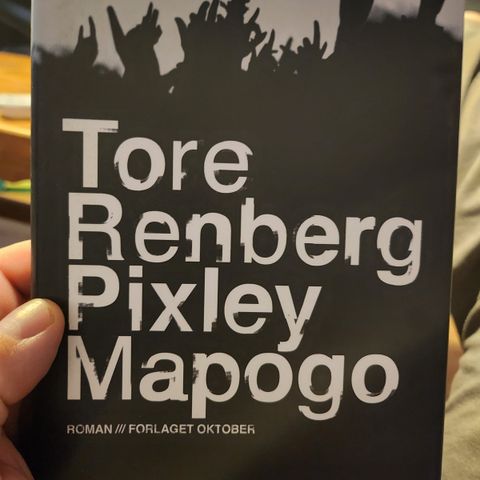 Tore
Renberg
Pixley
Mapogo
ROMAN /// FORLAGET OKTOBER